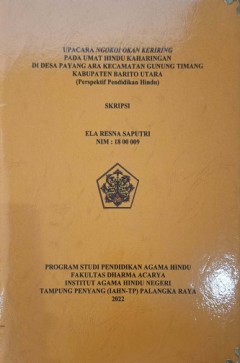 UPACARA NGOKOI OKAN KERIRING
PADA UMAT HINDU KAHARINGAN
DI DESA PAYANG ARA KECAMATAN GUNUNG TIMANG
KABUPATEN BARITO UTARA
(Perspektif Pendidikan Hindu)
SKRIPSI
ELA RESNA SAPUTRI
NIM : 18 00 009
PROGRAM STUDI PENDIDIKAN AGAMA HINDU
FAKULTAS DHARMA ACARYA
INSTITUT AGAMA HINDU NEGERI
TAMPUNG PENYANG (IAHN-TP) PALANGKA RAYA
2022